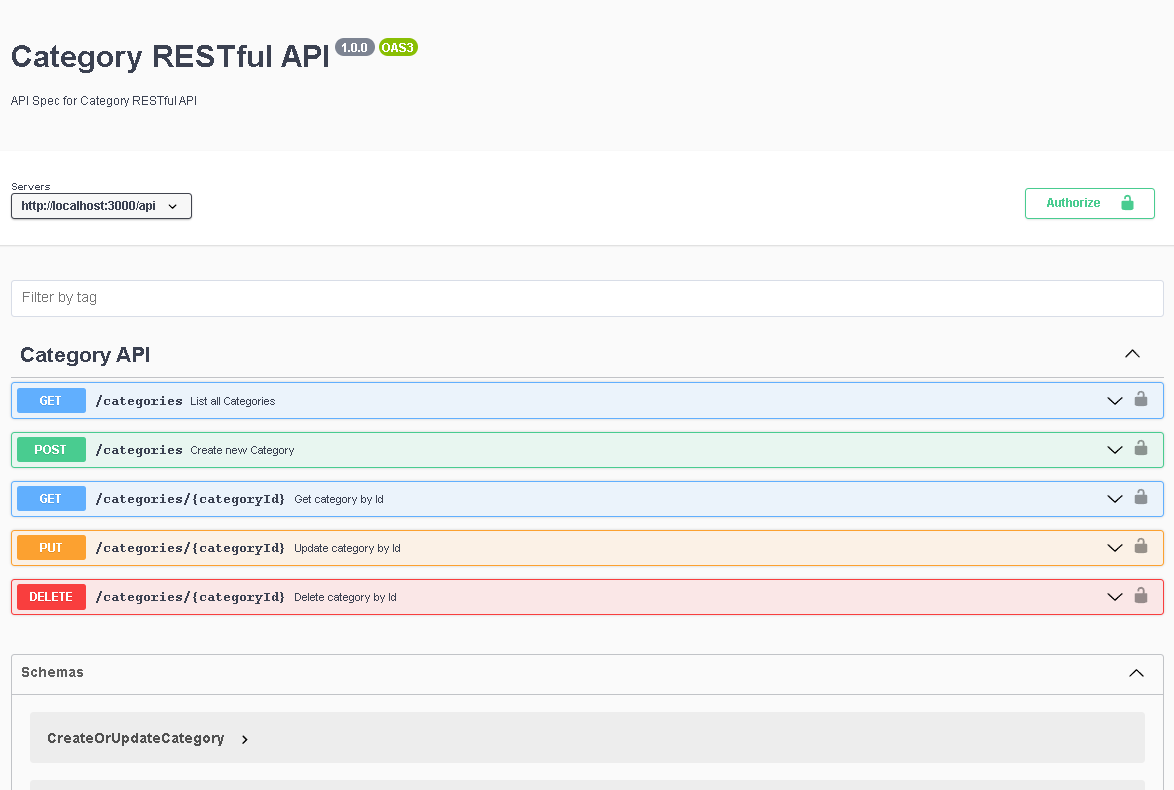 Category RESTful API 1.0.0 OAS3
API Spec for Category RESTful API
Servers
http://localhost:3000/api
Authorize
Filter by tag
Category API
GET /categories List all Categories
POST /categories Create new Category
GET /categories/{categoryId} Get category by Id
PUT /categories/{categoryId} Update category by Id
DELETE /categories/{categoryId} Delete category by Id
Schemas
CreateOrUpdateCategory